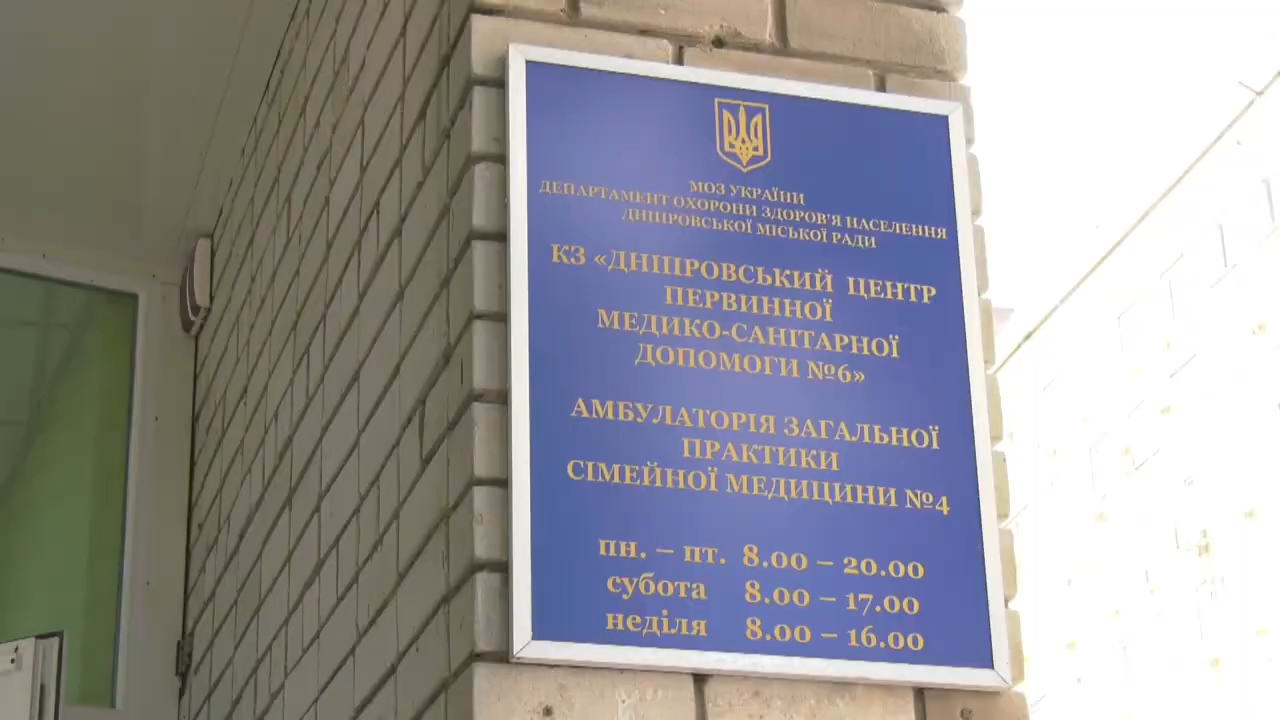 МОЗ УКРАЇНИ
ДЕПАРТАМЕНТ ОХОРОНИ ЗДОРОВ'Я НАСЕЛЕННЯ
ДНІПРОВСЬКОЇ МІСЬКОЇ РАДИ
КЗ «ДНІПРОВСЬКИЙ ЦЕНТР
ПЕРВИННОЇ
МЕДИКО-САНІТАРНОЇ
ДОПОМОГИ №6»
АМБУЛАТОРІЯ ЗАГАЛЬНОЇ
ПРАКТИКИ
СІМЕЙНОЇ МЕДИЦИНИ №4
пн. – пт. 8.00 – 20.00
субота 8.00 – 17.00
неділя 8.00 – 16.00